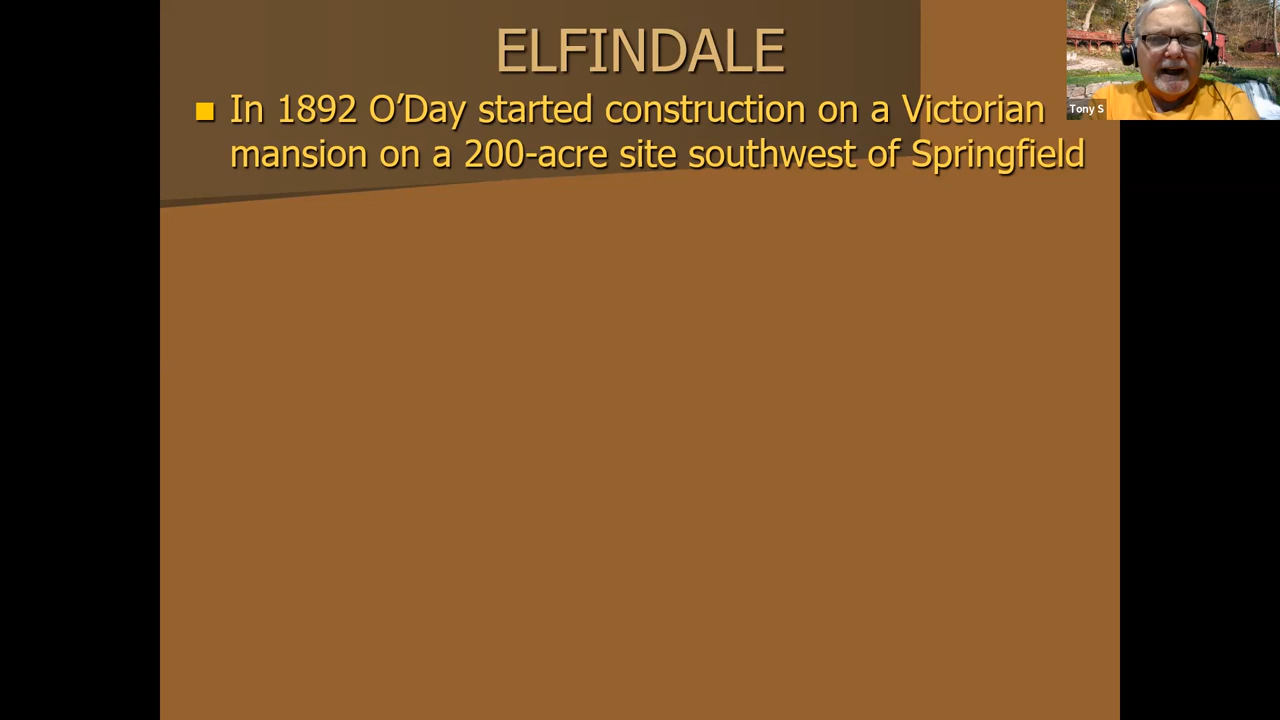 ELFINDALE
In 1892 O’Day started construction on a Victorian
mansion on a 200-acre site southwest of Springfield
Tony S